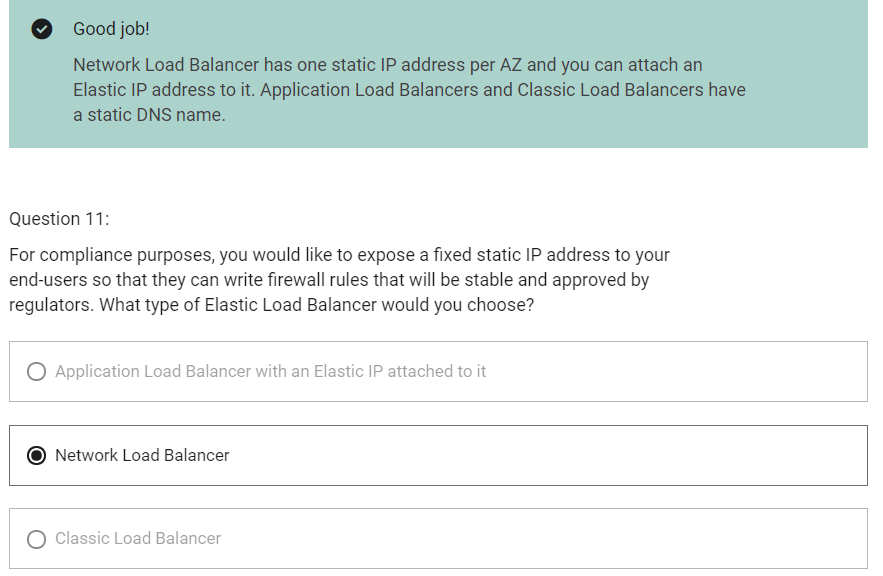 Good job!
Network Load Balancer has one static IP address per AZ and you can attach an
Elastic IP address to it. Application Load Balancers and Classic Load Balancers have
a static DNS name.
Question 11:
For compliance purposes, you would like to expose a fixed static IP address to your
end-users so that they can write firewall rules that will be stable and approved by
regulators. What type of Elastic Load Balancer would you choose?
Application Load Balancer with an Elastic IP attached to it
Network Load Balancer
Classic Load Balancer